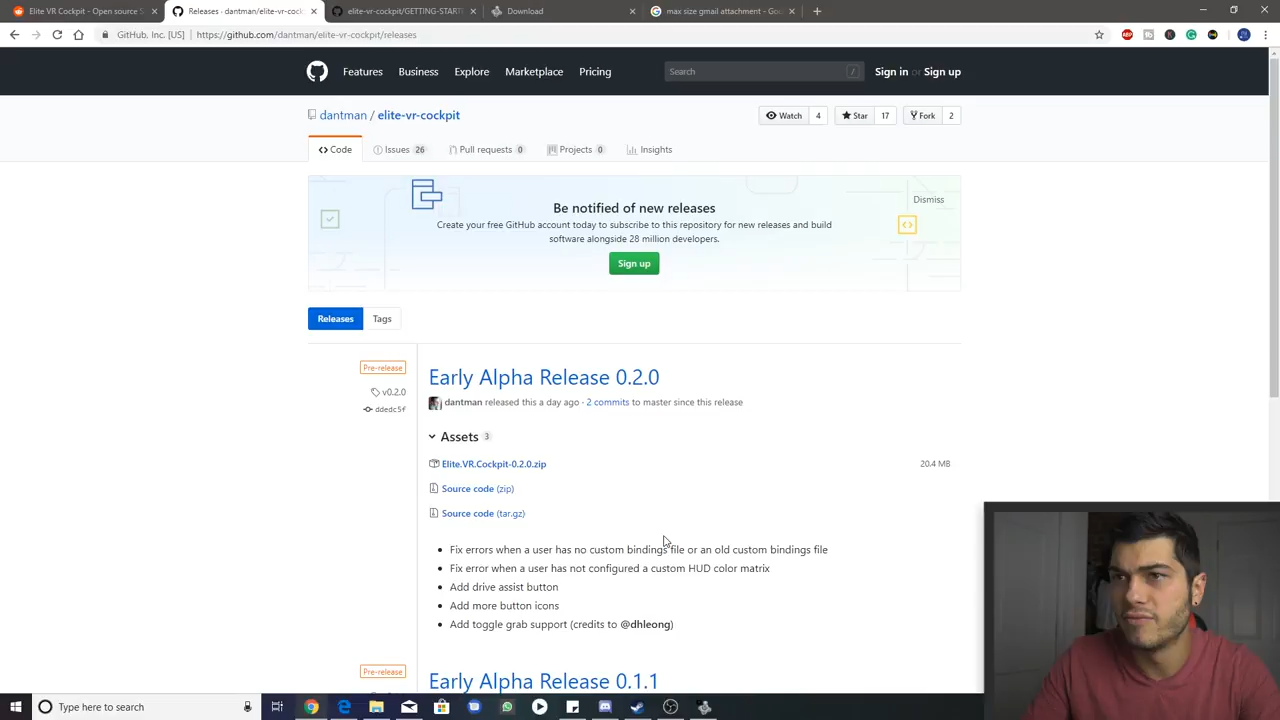 Elite VR Cockpit - Open source S
Releases · dantman/elite-vr-cock
elite-vr-cockpit/GETTING-START
Download
max size gmail attachment - Goo
GitHub, Inc. [US]
https://github.com/dantman/elite-vr-cockpit/releases
Features
Business
Explore
Marketplace
Pricing
Search
/
Sign in or Sign up
dantman / elite-vr-cockpit
Watch 4
Star 17
Fork 2
Code
Issues 26
Pull requests 0
Projects 0
Insights
Be notified of new releases
Dismiss
Create your free GitHub account today to subscribe to this repository for new releases and build
software alongside 28 million developers.
Sign up
Releases
Tags
Pre-release
v0.2.0
ddedc5f
Early Alpha Release 0.2.0
dantman released this a day ago · 2 commits to master since this release
Assets 3
Elite.VR.Cockpit-0.2.0.zip
20.4 MB
Source code (zip)
Source code (tar.gz)
Fix errors when a user has no custom bindings file or an old custom bindings file
Fix error when a user has not configured a custom HUD color matrix
Add drive assist button
Add more button icons
Add toggle grab support (credits to @dhleong)
Pre-release
Early Alpha Release 0.1.1
Type here to search